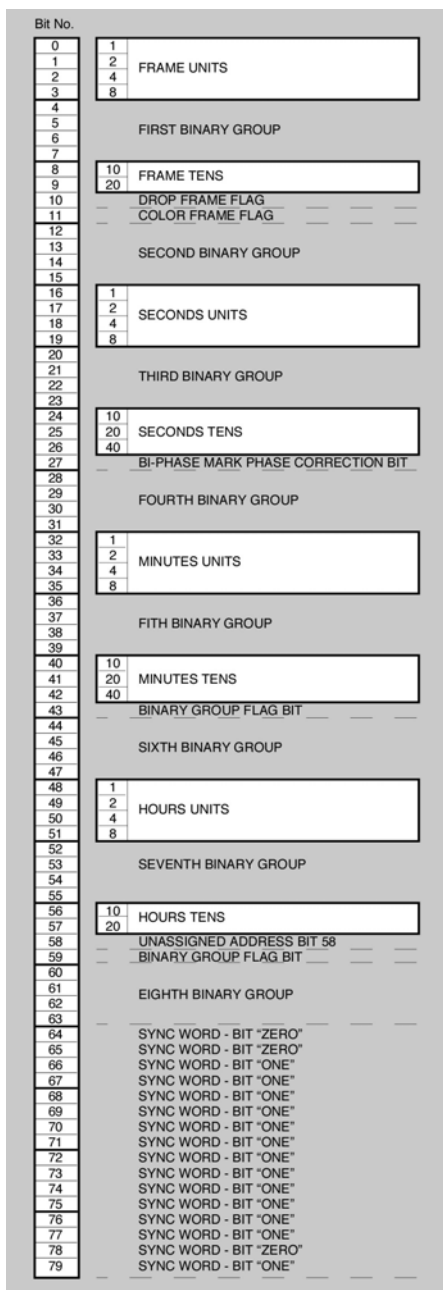 Bit No.
0 1
1 2 FRAME UNITS
2 4
3 8
4
5 FIRST BINARY GROUP
6
7
8 10 FRAME TENS
9 20
10 DROP FRAME FLAG
11 COLOR FRAME FLAG
12
13 SECOND BINARY GROUP
14
15
16 1
17 2 SECONDS UNITS
18 4
19 8
20
21 THIRD BINARY GROUP
22
23
24 10
25 20 SECONDS TENS
26 40
27 BI-PHASE MARK PHASE CORRECTION BIT
28
29 FOURTH BINARY GROUP
30
31
32 1
33 2 MINUTES UNITS
34 4
35 8
36
37 FITH BINARY GROUP
38
39
40 10
41 20 MINUTES TENS
42 40
43 BINARY GROUP FLAG BIT
44
45 SIXTH BINARY GROUP
46
47
48 1
49 2 HOURS UNITS
50 4
51 8
52
53 SEVENTH BINARY GROUP
54
55
56 10 HOURS TENS
57 20
58 UNASSIGNED ADDRESS BIT 58
59 BINARY GROUP FLAG BIT
60
61 EIGHTH BINARY GROUP
62
63
64 SYNC WORD - BIT “ZERO”
65 SYNC WORD - BIT “ZERO”
66 SYNC WORD - BIT “ONE”
67 SYNC WORD - BIT “ONE”
68 SYNC WORD - BIT “ONE”
69 SYNC WORD - BIT “ONE”
70 SYNC WORD - BIT “ONE”
71 SYNC WORD - BIT “ONE”
72 SYNC WORD - BIT “ONE”
73 SYNC WORD - BIT “ONE”
74 SYNC WORD - BIT “ONE”
75 SYNC WORD - BIT “ONE”
76 SYNC WORD - BIT “ONE”
77 SYNC WORD - BIT “ONE”
78 SYNC WORD - BIT “ZERO”
79 SYNC WORD - BIT “ONE”